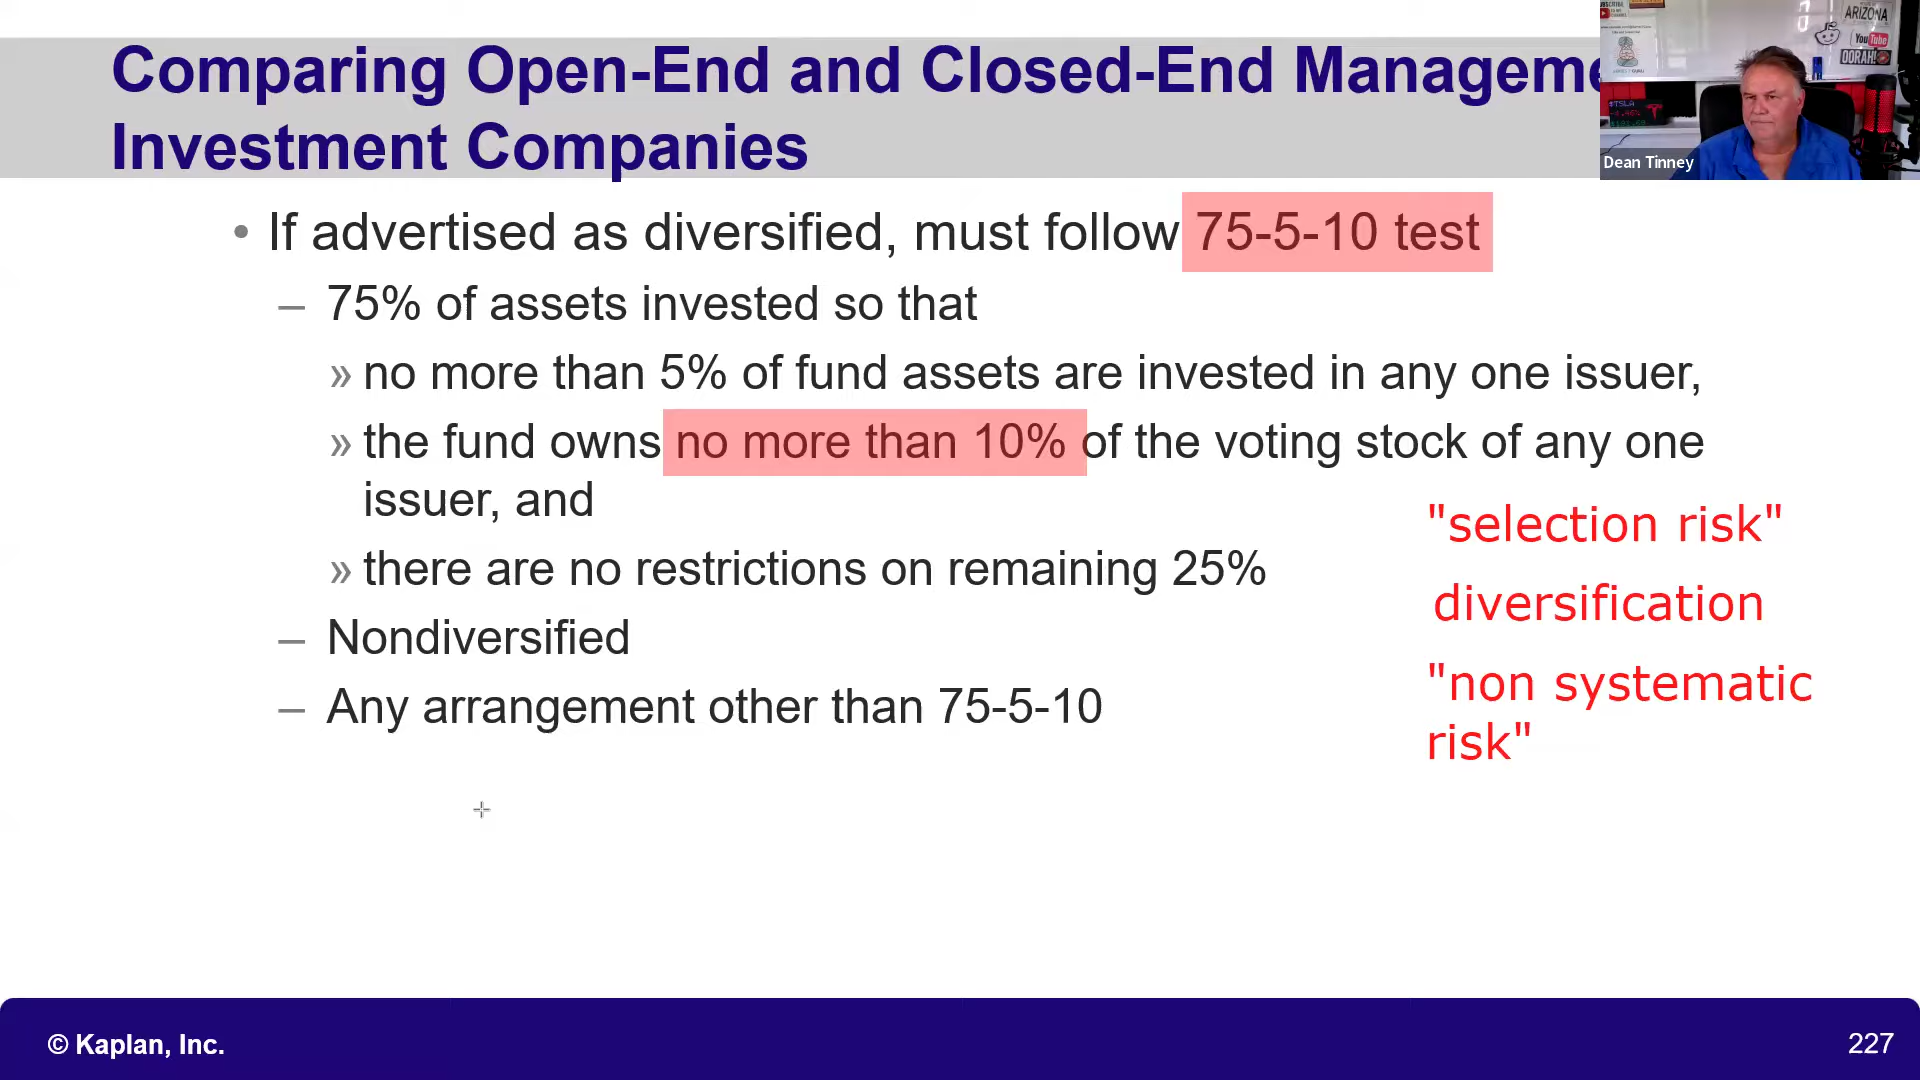 Comparing Open-End and Closed-End Manageme
Investment Companies
• If advertised as diversified, must follow 75-5-10 test
– 75% of assets invested so that
» no more than 5% of fund assets are invested in any one issuer,
» the fund owns no more than 10% of the voting stock of any one
issuer, and
» there are no restrictions on remaining 25%
– Nondiversified
– Any arrangement other than 75-5-10
"selection risk"
diversification
"non systematic
risk"
ARIZONA
YouTube
OORAH!
TSLA
Dean Tinney
© Kaplan, Inc.
227